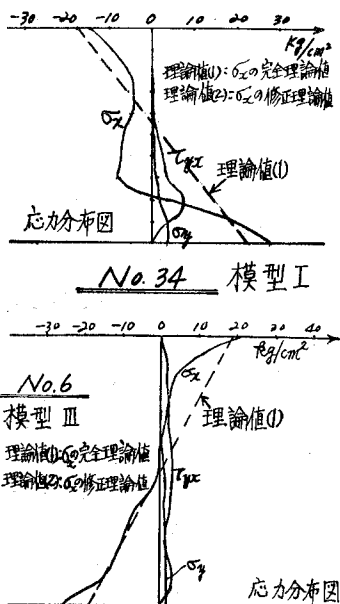 -30 -20 -10 0 10 20 30
kg/cm²
理論値(1):σxの完全理論値
理論値(2)=σxの修正理論値
σx
τyx
理論値(1)
応力分布図
σy
No.34 模型I
-30 -20 -10 0 10 20 30 40
kg/cm²
No.6
σx
模型 III
理論値(1)
理論値(1):σxの完全理論値
理論値(2):σxの修正理論値
τyx
σy
応力分布図